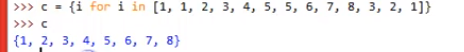 >>> c = {i for i in [1, 1, 2, 3, 4, 5, 5, 6, 7, 8, 3, 2, 1]}
>>> c
{1, 2, 3, 4, 5, 6, 7, 8}